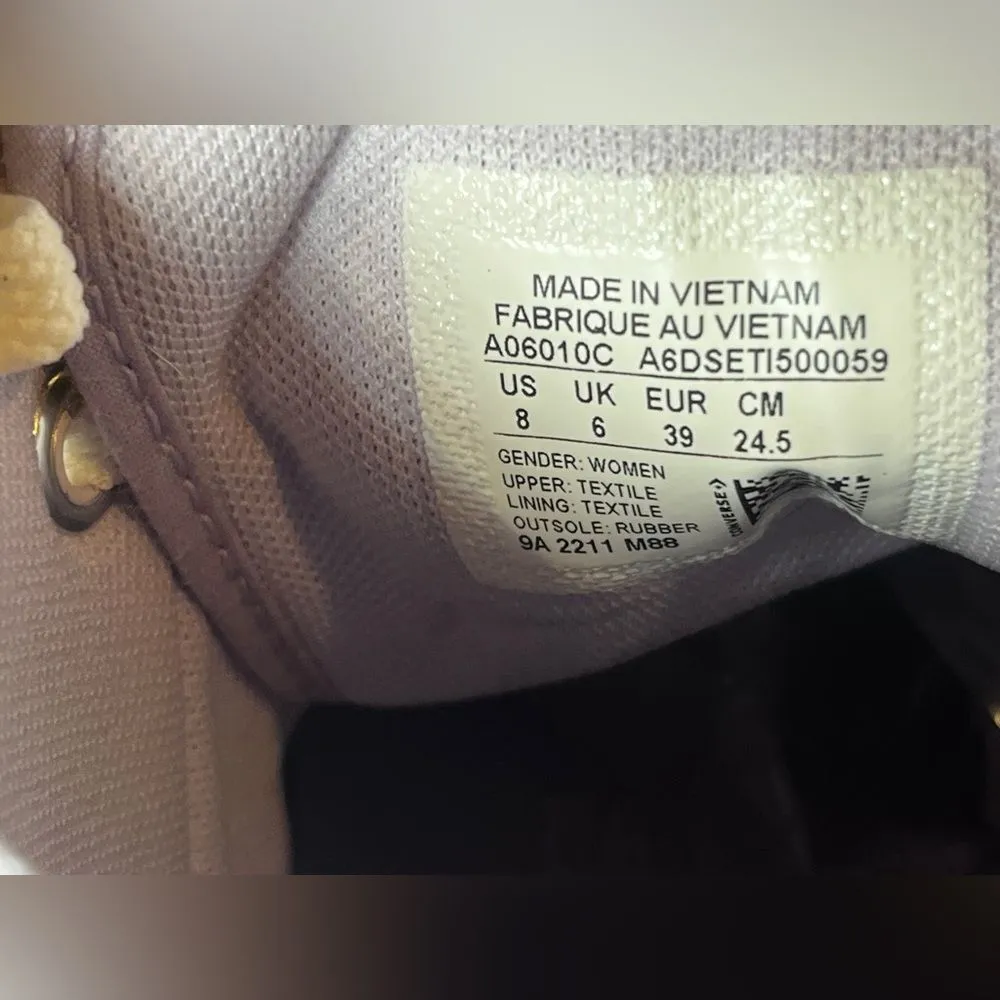 MADE IN VIETNAM
FABRIQUE AU VIETNAM
A06010C A6DSETI500059
US UK EUR CM
8 6 39 24.5
GENDER: WOMEN
UPPER: TEXTILE
LINING: TEXTILE
OUTSOLE: RUBBER
9A 2211 M88
CONVERSE